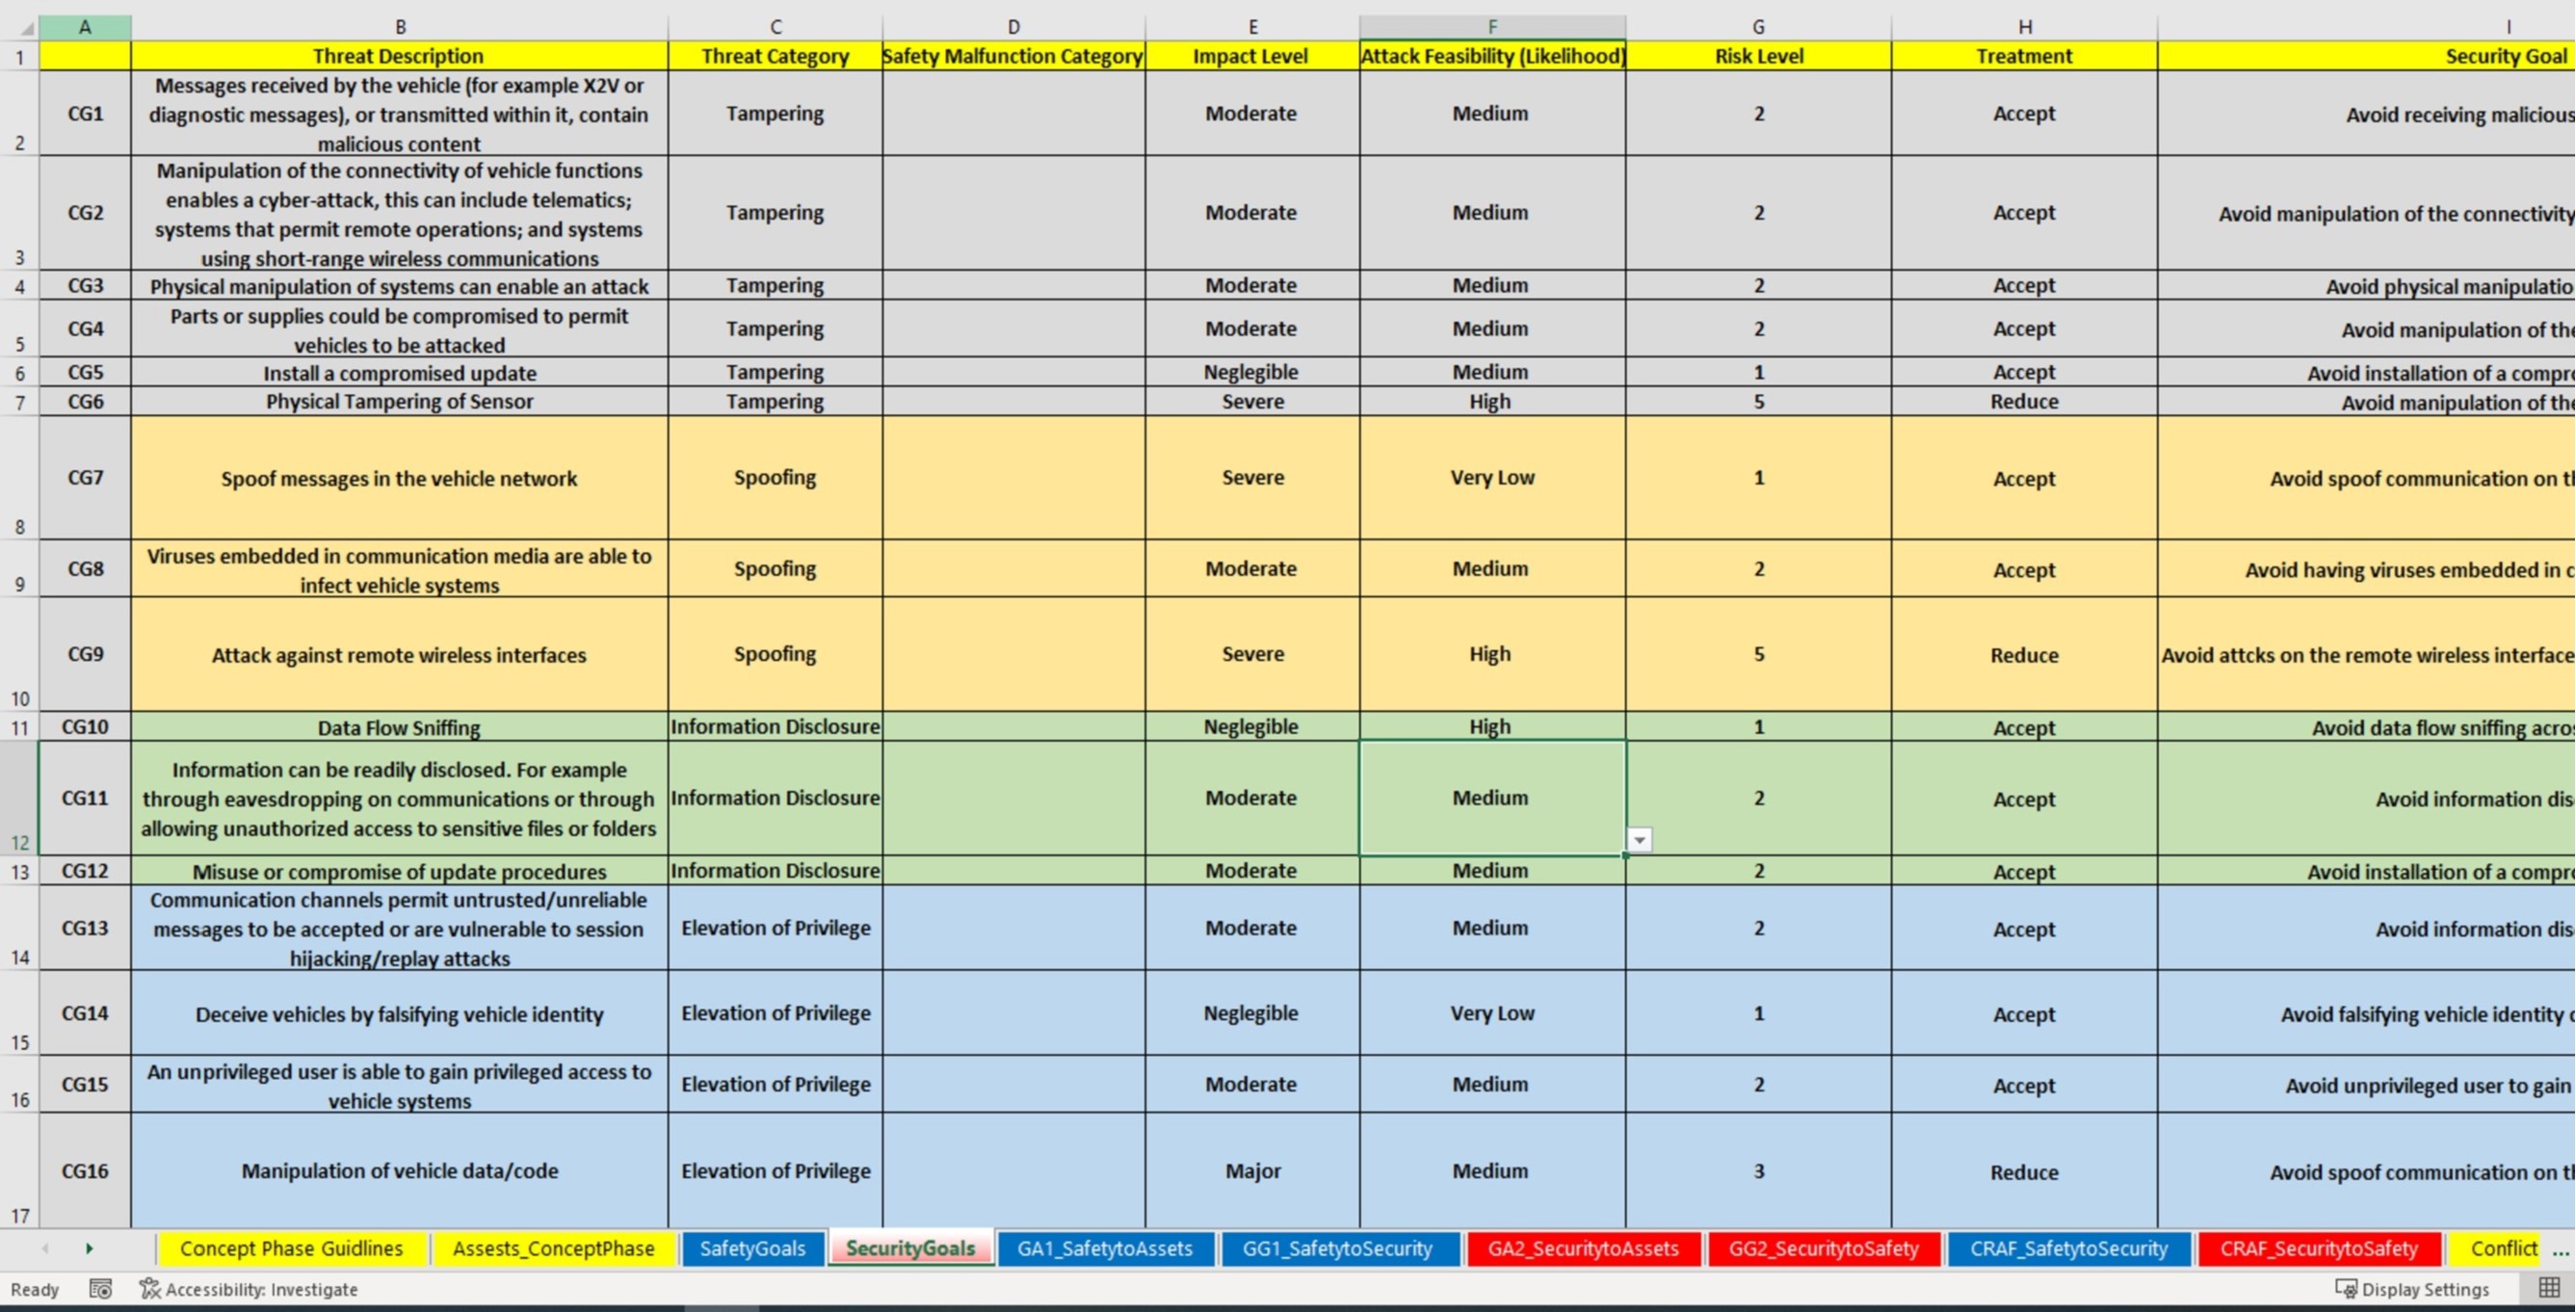 A B C D E F G H I
1 Threat Description Threat Category Safety Malfunction Category Impact Level Attack Feasibility (Likelihood) Risk Level Treatment Security Goal
Messages received by the vehicle (for example X2V or
diagnostic messages), or transmitted within it, contain
malicious content
2 CG1 Tampering Moderate Medium 2 Accept Avoid receiving malicious
Manipulation of the connectivity of vehicle functions
enables a cyber-attack, this can include telematics;
systems that permit remote operations; and systems
using short-range wireless communications
3 CG2 Tampering Moderate Medium 2 Accept Avoid manipulation of the connectivity
4 CG3 Physical manipulation of systems can enable an attack Tampering Moderate Medium 2 Accept Avoid physical manipulatio
Parts or supplies could be compromised to permit
vehicles to be attacked
5 CG4 Tampering Moderate Medium 2 Accept Avoid manipulation of the
6 CG5 Install a compromised update Tampering Neglegible Medium 1 Accept Avoid installation of a compro
7 CG6 Physical Tampering of Sensor Tampering Severe High 5 Reduce Avoid manipulation of the
8 CG7 Spoof messages in the vehicle network Spoofing Severe Very Low 1 Accept Avoid spoof communication on th
Viruses embedded in communication media are able to
infect vehicle systems
9 CG8 Spoofing Moderate Medium 2 Accept Avoid having viruses embedded in c
10 CG9 Attack against remote wireless interfaces Spoofing Severe High 5 Reduce Avoid attcks on the remote wireless interface
11 CG10 Data Flow Sniffing Information Disclosure Neglegible High 1 Accept Avoid data flow sniffing acros
Information can be readily disclosed. For example
through eavesdropping on communications or through
allowing unauthorized access to sensitive files or folders
12 CG11 Information Disclosure Moderate Medium 2 Accept Avoid information dis
13 CG12 Misuse or compromise of update procedures Information Disclosure Moderate Medium 2 Accept Avoid installation of a compro
Communication channels permit untrusted/unreliable
messages to be accepted or are vulnerable to session
hijacking/replay attacks
14 CG13 Elevation of Privilege Moderate Medium 2 Accept Avoid information dis
15 CG14 Deceive vehicles by falsifying vehicle identity Elevation of Privilege Neglegible Very Low 1 Accept Avoid falsifying vehicle identity c
An unprivileged user is able to gain privileged access to
vehicle systems
16 CG15 Elevation of Privilege Moderate Medium 2 Accept Avoid unprivileged user to gain
17 CG16 Manipulation of vehicle data/code Elevation of Privilege Major Medium 3 Reduce Avoid spoof communication on th
Concept Phase Guidlines Assests_ConceptPhase SafetyGoals SecurityGoals GA1_SafetytoAssets GG1_SafetytoSecurity GA2_SecuritytoAssets GG2_SecuritytoSafety CRAF_SafetytoSecurity CRAF_SecuritytoSafety Conflict ...
Ready Accessibility: Investigate Display Settings